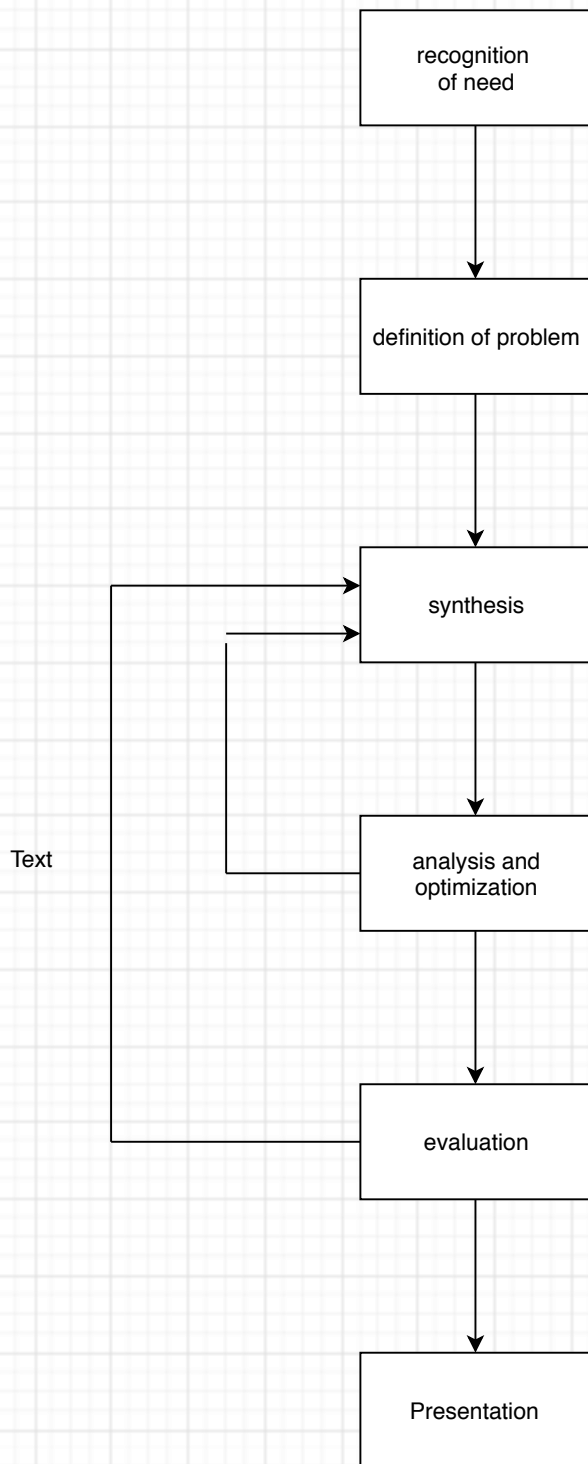 recognition
of need
definition of problem
synthesis
Text
analysis and
optimization
evaluation
Presentation